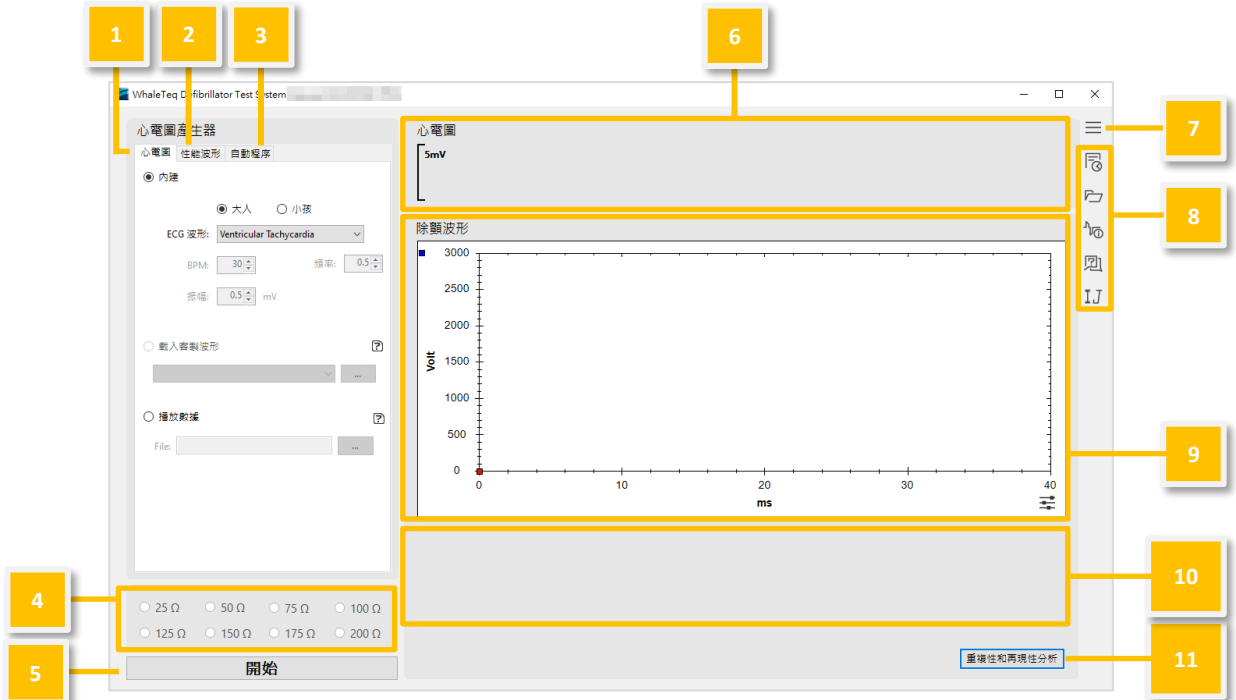 1
2
3
6
WhaleTeq Defibrillator Test System
7
心電圖產生器
心電圖 性能波形 自動程序
內建
大人 小孩
ECG 波形: Ventricular Tachycardia
BPM: 30 頻率: 0.5
振幅: 0.5 mV
載入客製波形
...
播放數據
File: ...
心電圖
5mV
8
除顫波形
3000
2500
2000
1500
1000
500
0
Volt
0 10 20 30 40
ms
9
10
4
25 Ω 50 Ω 75 Ω 100 Ω
125 Ω 150 Ω 175 Ω 200 Ω
5
開始
重複性和再現性分析
11